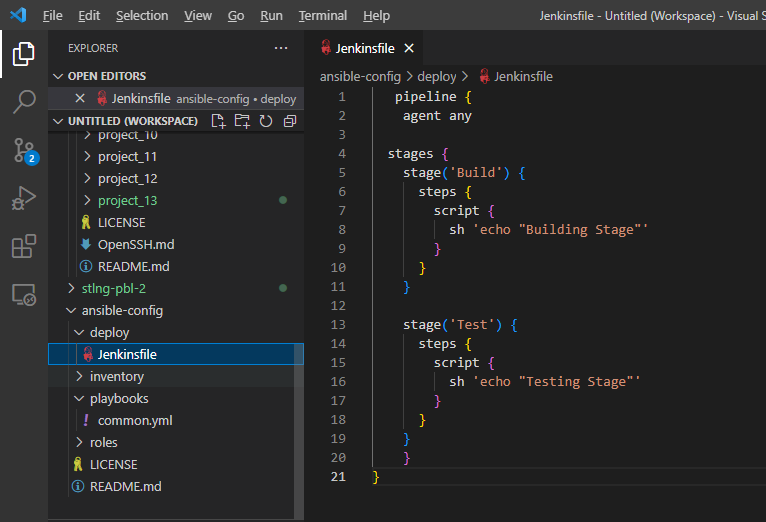 File Edit Selection View Go Run Terminal Help Jenkinsfile - Untitled (Workspace) - Visual S
EXPLORER ···
OPEN EDITORS
Jenkinsfile ansible-config • deploy
UNTITLED (WORKSPACE)
project_10
project_11
project_12
project_13
LICENSE
OpenSSH.md
README.md
stlng-pbl-2
ansible-config
deploy
Jenkinsfile
inventory
playbooks
common.yml
roles
LICENSE
README.md
2
Jenkinsfile
ansible-config > deploy > Jenkinsfile
1 pipeline {
2 agent any
3
4 stages {
5 stage('Build') {
6 steps {
7 script {
8 sh 'echo "Building Stage"'
9 }
10 }
11 }
12
13 stage('Test') {
14 steps {
15 script {
16 sh 'echo "Testing Stage"'
17 }
18 }
19 }
20 }
21 }